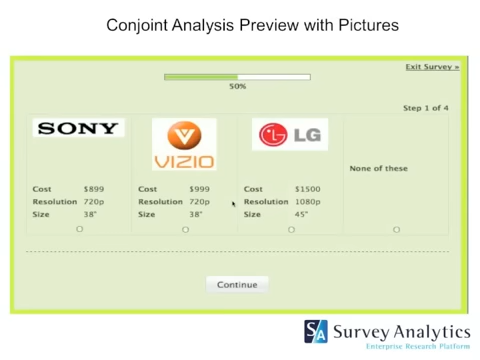 Conjoint Analysis Preview with Pictures
Exit Survey »
50%
Step 1 of 4
SONY
VIZIO
LG
None of these
Cost $899
Resolution 720p
Size 38"
Cost $999
Resolution 720p
Size 38"
Cost $1500
Resolution 1080p
Size 45"
Continue
S/A Survey Analytics
Enterprise Research Platform